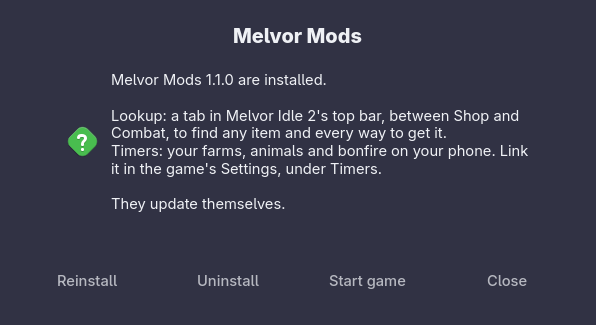 Melvor Mods
Melvor Mods 1.1.0 are installed.
Lookup: a tab in Melvor Idle 2's top bar, between Shop and
Combat, to find any item and every way to get it.
Timers: your farms, animals and bonfire on your phone. Link
it in the game's Settings, under Timers.
They update themselves.
?
Reinstall
Uninstall
Start game
Close